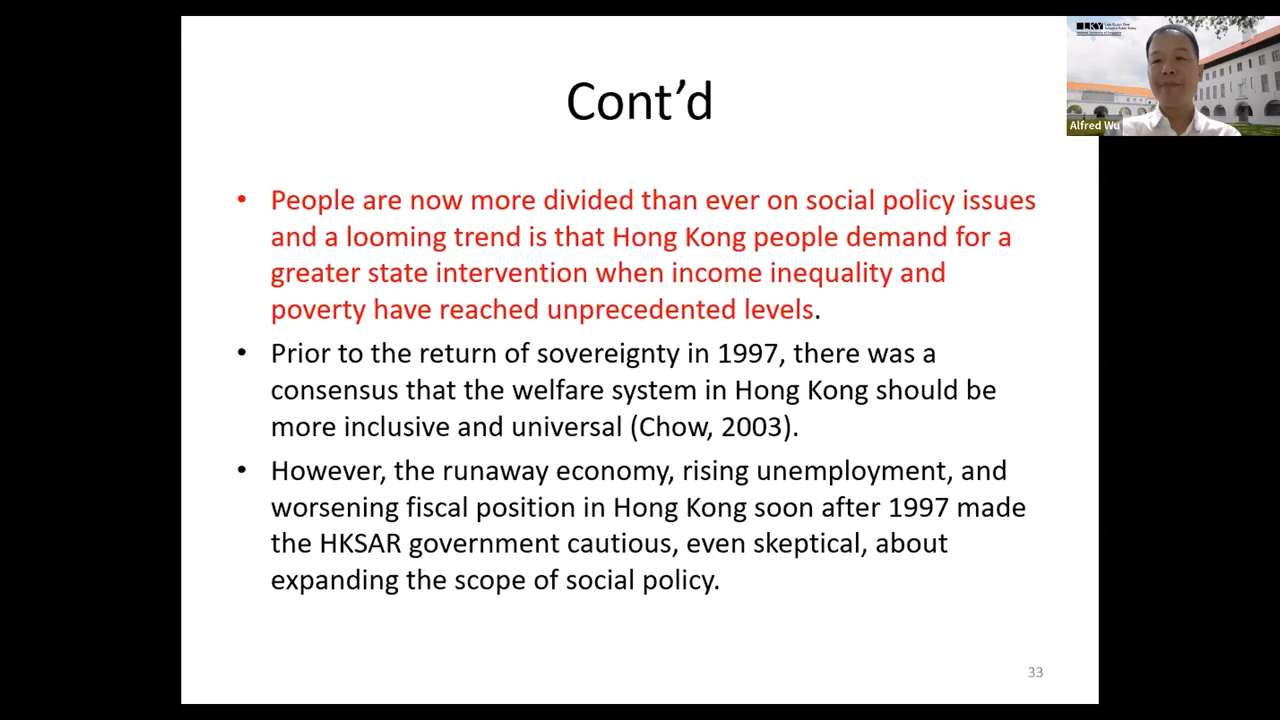 Cont’d
• People are now more divided than ever on social policy issues
and a looming trend is that Hong Kong people demand for a
greater state intervention when income inequality and
poverty have reached unprecedented levels.
• Prior to the return of sovereignty in 1997, there was a
consensus that the welfare system in Hong Kong should be
more inclusive and universal (Chow, 2003).
• However, the runaway economy, rising unemployment, and
worsening fiscal position in Hong Kong soon after 1997 made
the HKSAR government cautious, even skeptical, about
expanding the scope of social policy.
33
LKY
Alfred Wu